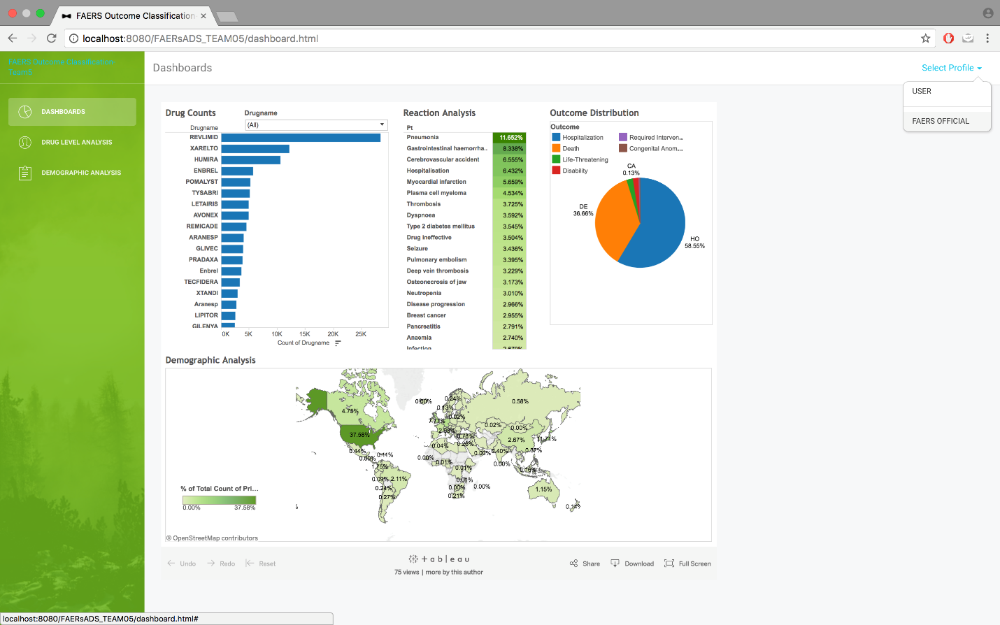 FAERS Outcome Classification
localhost:8080/FAERsADS_TEAM05/dashboard.html
FAERS Outcome Classification
Dashboards
Select Profile
USER
FAERS OFFICIAL
DASHBOARDS
DRUG LEVEL ANALYSIS
DEMOGRAPHIC ANALYSIS
Drug Counts
Drugname
(All)
Drugname
REVLIMID
XARELTO
HUMIRA
ENBREL
POMALYST
TYSABRI
LETAIRIS
AVONEX
REMICADE
ARANESP
GLIVEC
PRADAXA
Enbrel
TECFIDERA
XTANDI
Aranesp
LIPITOR
GILENYA
0K 5K 10K 15K 20K 25K
Count of Drugname
Reaction Analysis
Pt
Pneumonia 11.652%
Gastrointestinal haemorrha.. 8.338%
Cerebrovascular accident 6.555%
Hospitalisation 6.432%
Myocardial infarction 5.659%
Plasma cell myeloma 4.534%
Thrombosis 3.725%
Dyspnoea 3.592%
Type 2 diabetes mellitus 3.545%
Drug ineffective 3.504%
Seizure 3.436%
Pulmonary embolism 3.395%
Deep vein thrombosis 3.229%
Osteonecrosis of jaw 3.173%
Neutropenia 3.010%
Disease progression 2.966%
Breast cancer 2.955%
Pancreatitis 2.791%
Anaemia 2.740%
Infection 2.670%
Outcome Distribution
Outcome
Hospitalization Required Interven..
Death Congenital Anom...
Life-Threatening
Disability
CA
0.13%
DE
36.66%
HO
58.55%
Demographic Analysis
0.00%
0.24%
0.58%
0.13%
4.75%
7.77%
0.02%
0.02%
0.00%
37.58%
2.98%
0.78%
2.67%
11.71%
0.44%
0.04%
0.26%
0.40%
0.37%
0.00%
0.00%
0.00%
0.01%
0.00%
1.75%
0.01%
0.09%
2.11%
0.01%
0.24%
0.00%
0.00%
1.15%
0.27%
0.21%
0.14%
% of Total Count of Pri...
0.00% 37.58%
© OpenStreetMap contributors
Undo Redo Reset
+ableau
75 views | more by this author
Share Download Full Screen
localhost:8080/FAERsADS_TEAM05/dashboard.html#